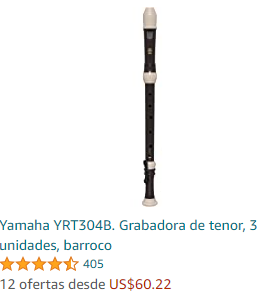 Yamaha YRT304B. Grabadora de tenor, 3
unidades, barroco
405
12 ofertas desde US$60.22